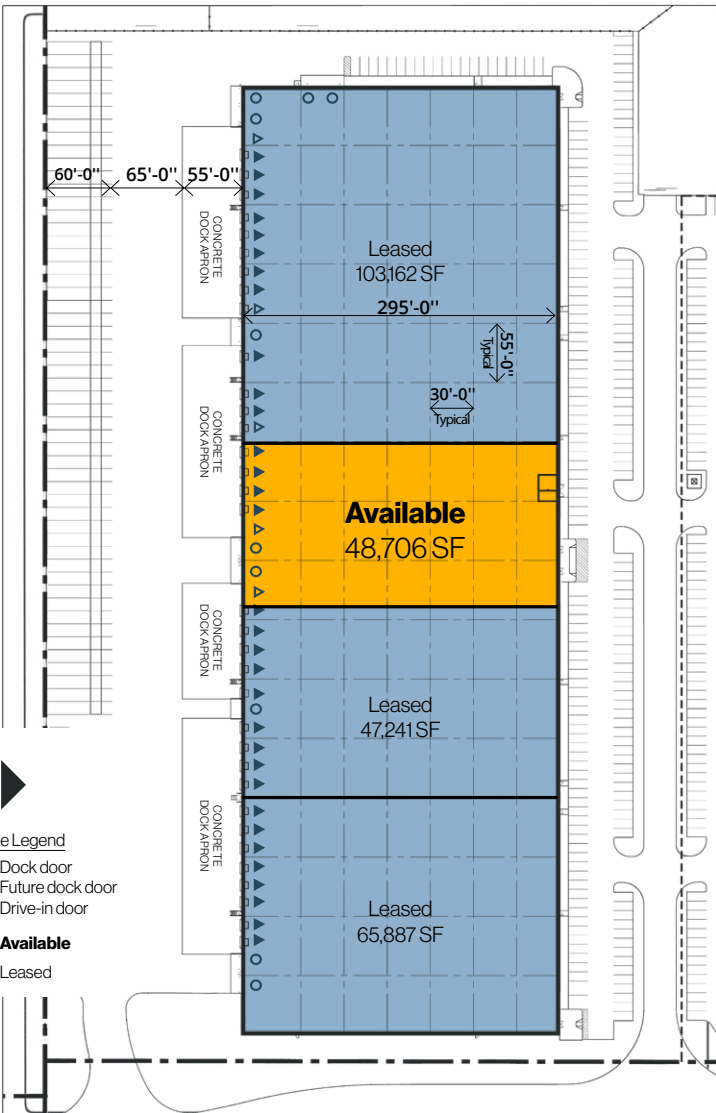 60'-0"
65'-0"
55'-0"
CONCRETE
DOCK APRON
Leased
103,162 SF
295'-0"
55'-0"
Typical
30'-0"
Typical
CONCRETE
DOCK APRON
Available
48,706 SF
CONCRETE
DOCK APRON
Leased
47,241 SF
CONCRETE
DOCK APRON
e Legend
Dock door
Future dock door
Drive-in door
Available
Leased
Leased
65,887 SF